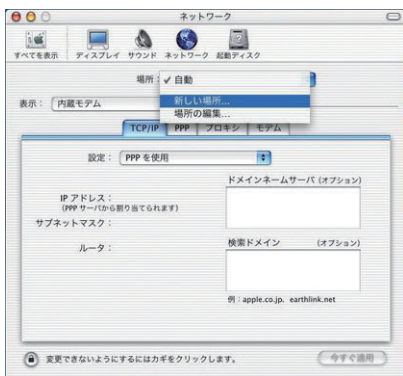 ネットワーク
すべてを表示 ディスプレイ サウンド ネットワーク 起動ディスク
場所： ✓ 自動
新しい場所...
場所の編集...
表示： 内蔵モデム
TCP/IP PPP プロキシ モデム
設定： PPP を使用
ドメインネームサーバ (オプション)
IP アドレス：
(PPP サーバから割り当てられます)
サブネットマスク：
ルータ：
検索ドメイン (オプション)
例：apple.co.jp、earthlink.net
変更できないようにするにはカギをクリックします。
今すぐ適用